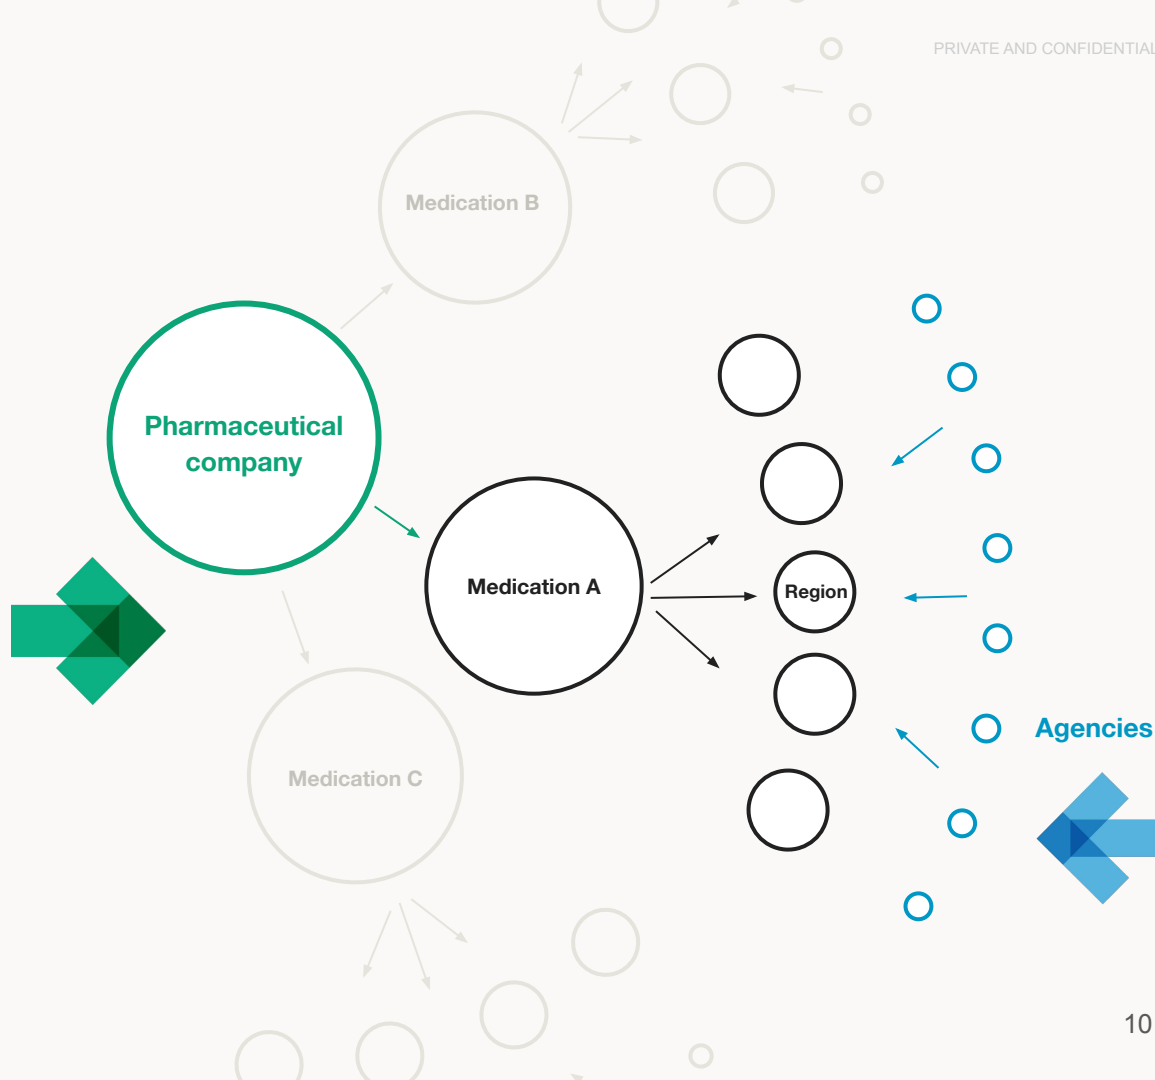 PRIVATE AND CONFIDENTIAL
Medication B
Pharmaceutical
company
Medication A
Region
Agencies
Medication C
10